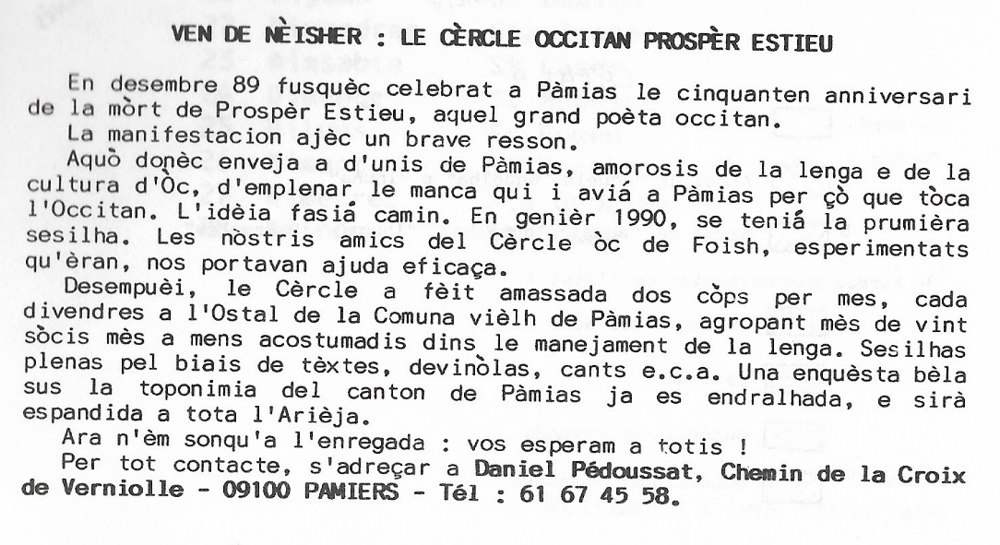 VEN DE NÈISHER : LE CÈRCLE OCCITAN PROSPÈR ESTIEU
En desembre 89 fusquèc celebrat a Pàmias le cinquanten anniversari
de la mòrt de Prospèr Estieu, aquel grand poèta occitan.
La manifestacion ajèc un brave resson.
Aquò donèc enveja a d'unis de Pàmias, amorosis de la lenga e de la
cultura d'Òc, d'emplenar le manca qui i aviá a Pàmias per çò que tòca
l'Occitan. L'idèia fasiá camin. En genièr 1990, se teniá la prumièra
sesilha. Les nòstris amics del Cèrcle òc de Foish, esperimentats
qu'èran, nos portavan ajuda eficaça.
Desempuèi, le Cèrcle a fèit amassada dos còps per mes, cada
divendres a l'Ostal de la Comuna vièlh de Pàmias, agropant mès de vint
sòcis mès a mens acostumadis dins le manejament de la lenga. Sesilhas
plenas pel biais de tèxtes, devinòlas, cants e.c.a. Una enquèsta bèla
sus la toponimia del canton de Pàmias ja es endralhada, e sirà
espandida a tota l'Arièja.
Ara n'èm sonqu'a l'enregada : vos esperam a totis !
Per tot contacte, s'adreçar a Daniel Pédoussat, Chemin de la Croix
de Verniolle - 09100 PAMIERS - Tél : 61 67 45 58.